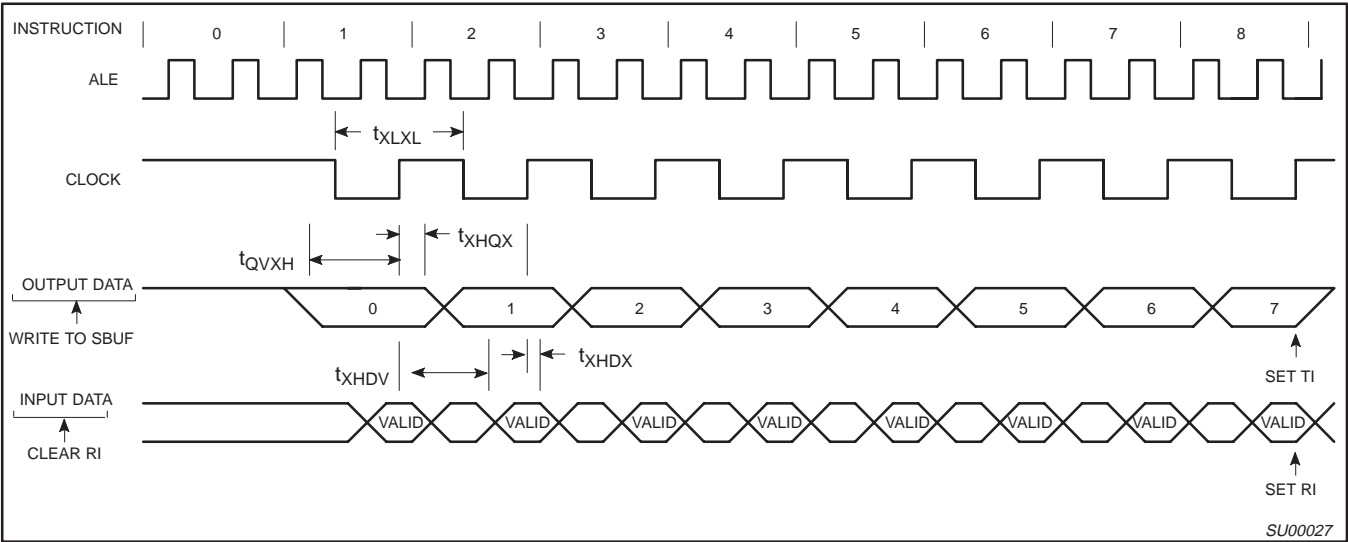 INSTRUCTION 0 1 2 3 4 5 6 7 8
ALE
tXLXL
CLOCK
tXHQX
tQVXH
OUTPUT DATA
0 1 2 3 4 5 6 7
WRITE TO SBUF
tXHDX
tXHDV
SET TI
INPUT DATA
VALID VALID VALID VALID VALID VALID VALID VALID
CLEAR RI
SET RI
SU00027